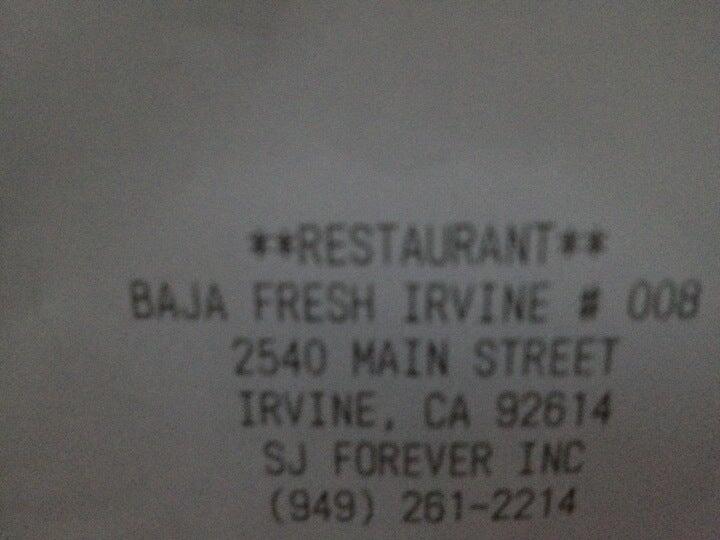 **RESTAURANT**
BAJA FRESH IRVINE # 008
2540 MAIN STREET
IRVINE, CA 92614
SJ FOREVER INC
(949) 261-2214